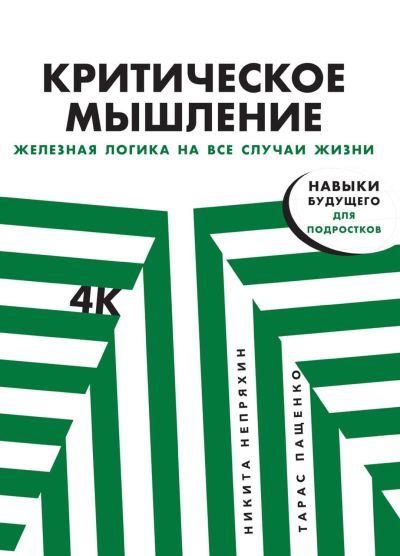 КРИТИЧЕСКОЕ
МЫШЛЕНИЕ
ЖЕЛЕЗНАЯ ЛОГИКА НА ВСЕ СЛУЧАИ ЖИЗНИ
НАВЫКИ
БУДУЩЕГО
ДЛЯ
ПОДРОСТКОВ
4К
НИКИТА НЕПРЯХИН
ТАРАС ПАЩЕНКО